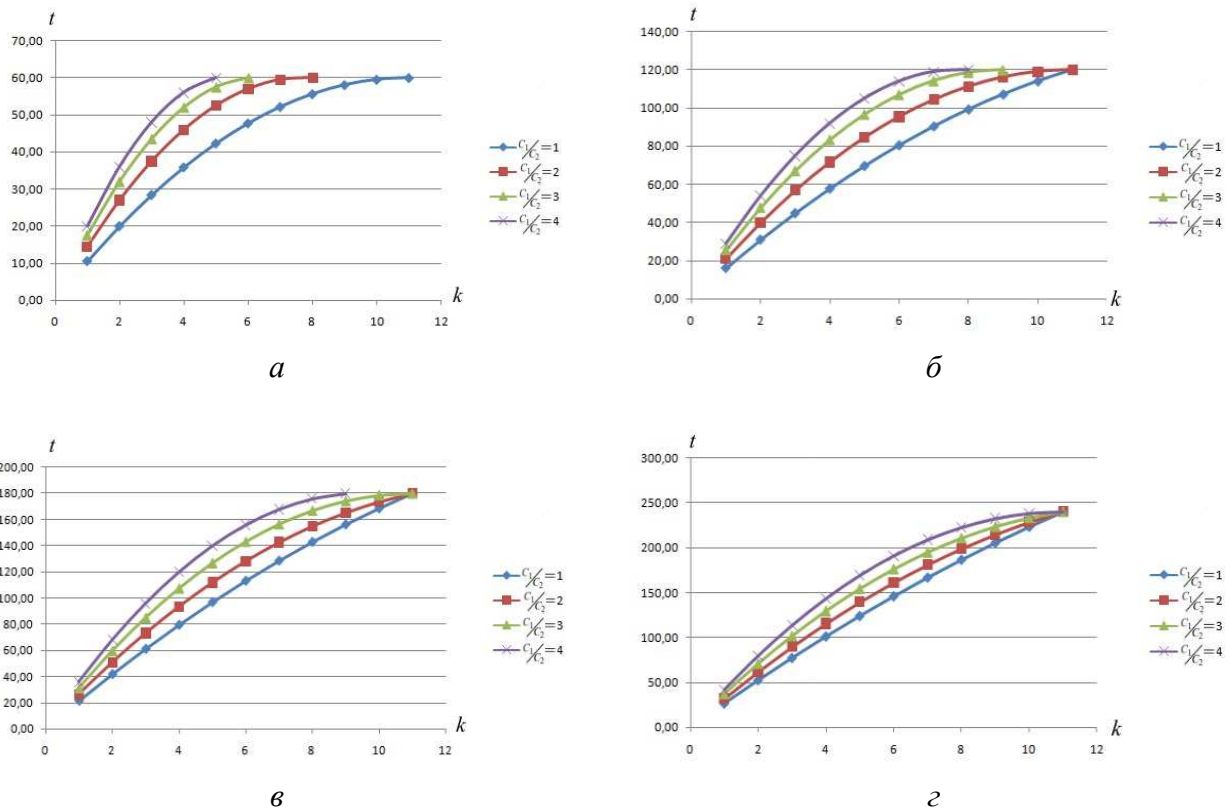 t
70,00
60,00
50,00
40,00
30,00
20,00
10,00
0,00
0 2 4 6 8 10 12
k
C₁/C₂=1
C₁/C₂=2
C₁/C₂=3
C₁/C₂=4
а
t
140,00
120,00
100,00
80,00
60,00
40,00
20,00
0,00
0 2 4 6 8 10 12
k
C₁/C₂=1
C₁/C₂=2
C₁/C₂=3
C₁/C₂=4
б
t
200,00
180,00
160,00
140,00
120,00
100,00
80,00
60,00
40,00
20,00
0,00
0 2 4 6 8 10 12
k
C₁/C₂=1
C₁/C₂=2
C₁/C₂=3
C₁/C₂=4
в
t
300,00
250,00
200,00
150,00
100,00
50,00
0,00
0 2 4 6 8 10 12
k
C₁/C₂=1
C₁/C₂=2
C₁/C₂=3
C₁/C₂=4
г